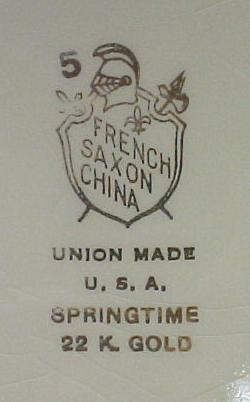 5
FRENCH
SAXON
CHINA
UNION MADE
U. S. A.
SPRINGTIME
22 K. GOLD